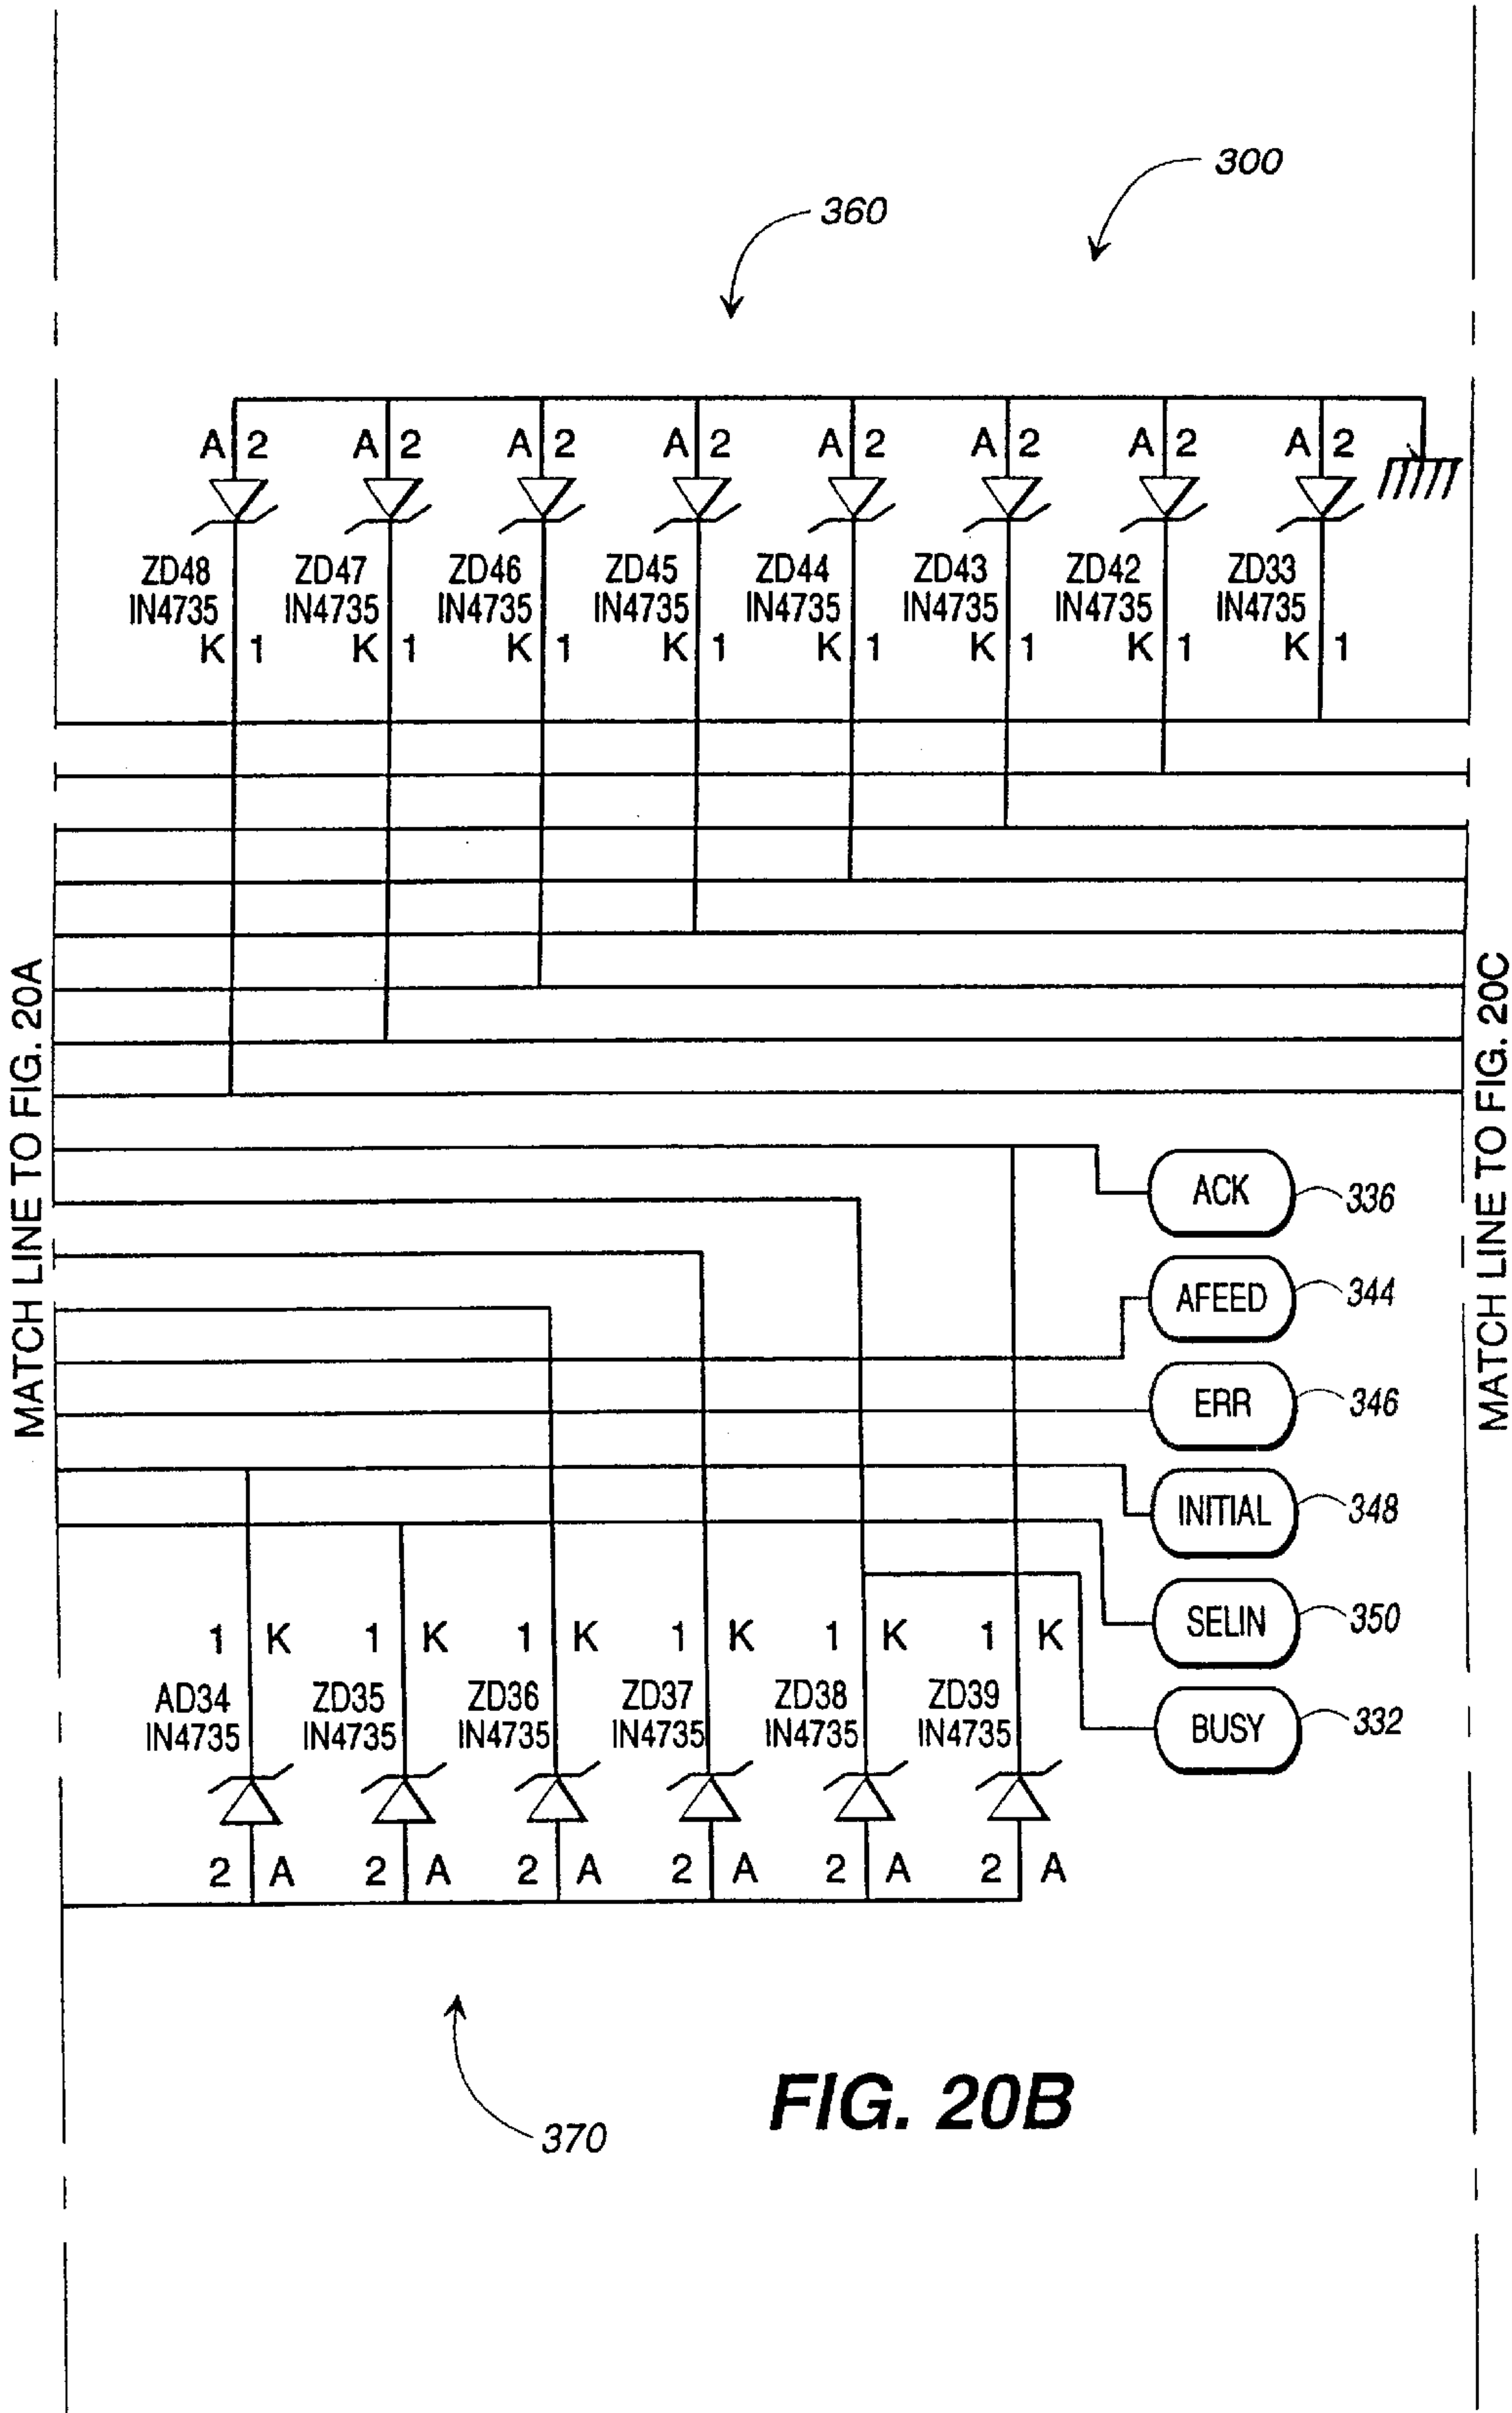 300
360
A 2 A 2 A 2 A 2 A 2 A 2 A 2 A 2
ZD48 ZD47 ZD46 ZD45 ZD44 ZD43 ZD42 ZD33
IN4735 IN4735 IN4735 IN4735 IN4735 IN4735 IN4735 IN4735
K 1 K 1 K 1 K 1 K 1 K 1 K 1 K 1
MATCH LINE TO FIG. 20A
MATCH LINE TO FIG. 20C
ACK 336
AFEED 344
ERR 346
INITIAL 348
SELIN 350
BUSY 332
1 K 1 K 1 K 1 K 1 K 1 K
AD34 ZD35 ZD36 ZD37 ZD38 ZD39
IN4735 IN4735 IN4735 IN4735 IN4735 IN4735
2 A 2 A 2 A 2 A 2 A 2 A
370
FIG. 20B